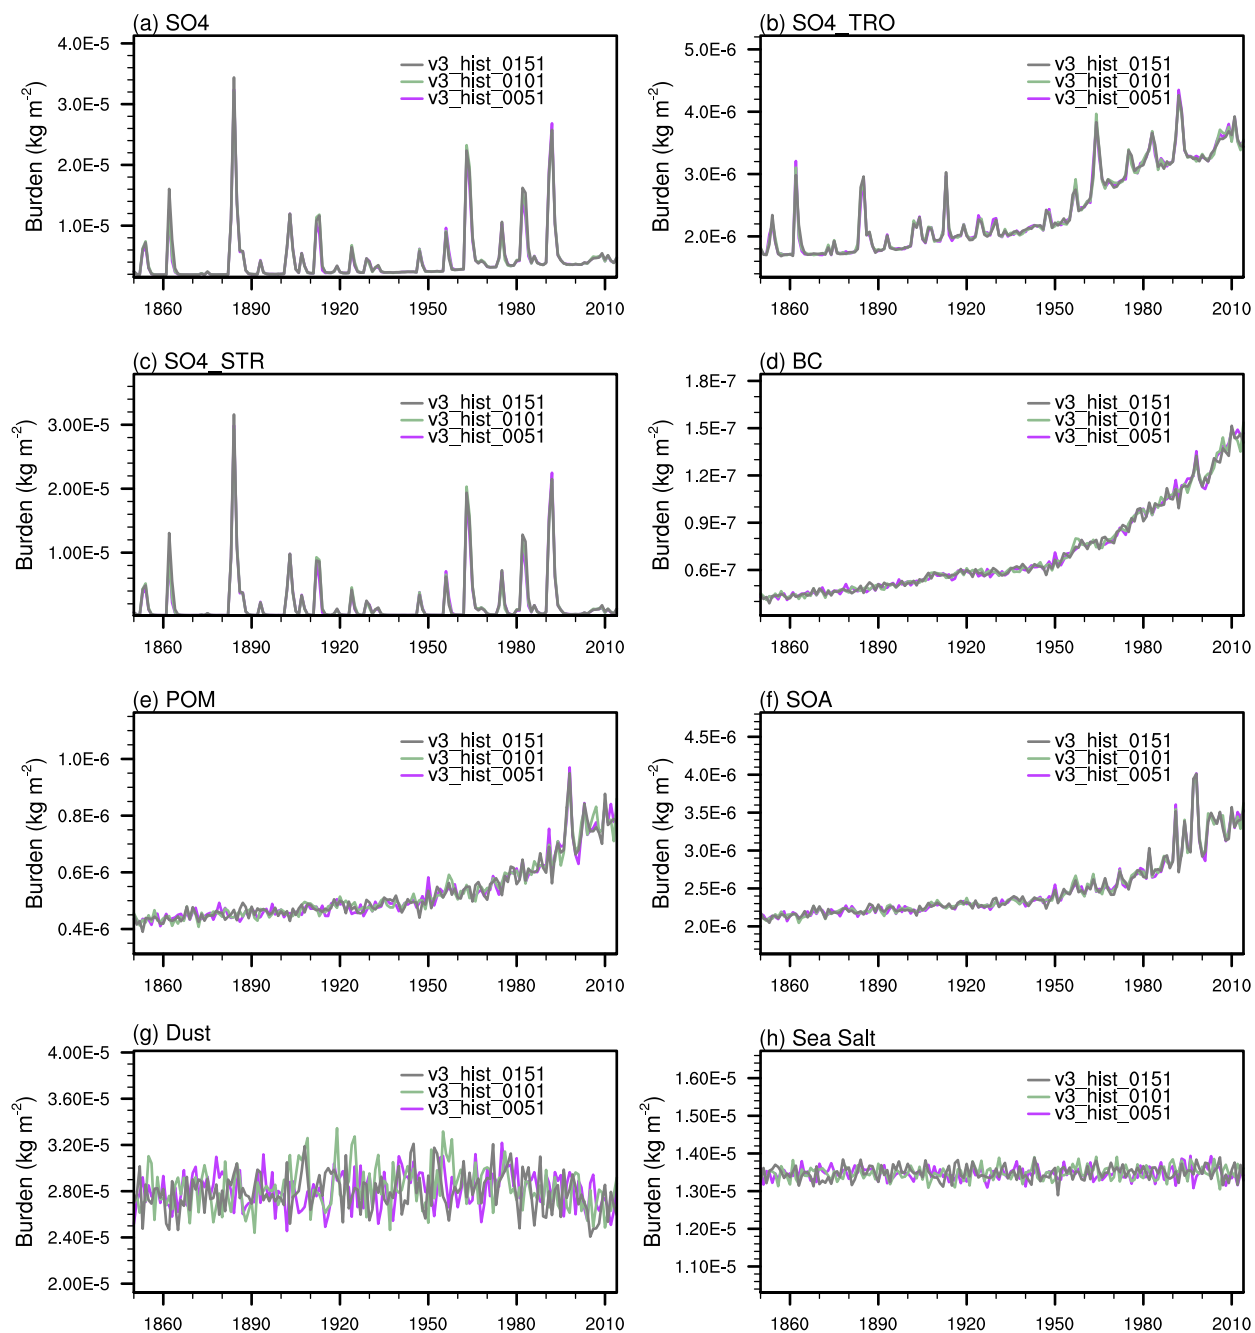 (a) SO4
4.0E-5
3.0E-5
2.0E-5
1.0E-5
Burden (kg m-2)
v3_hist_0151
v3_hist_0101
v3_hist_0051
1860 1890 1920 1950 1980 2010
(b) SO4_TRO
5.0E-6
4.0E-6
3.0E-6
2.0E-6
Burden (kg m-2)
v3_hist_0151
v3_hist_0101
v3_hist_0051
1860 1890 1920 1950 1980 2010
(c) SO4_STR
3.00E-5
2.00E-5
1.00E-5
Burden (kg m-2)
v3_hist_0151
v3_hist_0101
v3_hist_0051
1860 1890 1920 1950 1980 2010
(d) BC
1.8E-7
1.5E-7
1.2E-7
0.9E-7
0.6E-7
Burden (kg m-2)
v3_hist_0151
v3_hist_0101
v3_hist_0051
1860 1890 1920 1950 1980 2010
(e) POM
1.0E-6
0.8E-6
0.6E-6
0.4E-6
Burden (kg m-2)
v3_hist_0151
v3_hist_0101
v3_hist_0051
1860 1890 1920 1950 1980 2010
(f) SOA
4.5E-6
4.0E-6
3.5E-6
3.0E-6
2.5E-6
2.0E-6
Burden (kg m-2)
v3_hist_0151
v3_hist_0101
v3_hist_0051
1860 1890 1920 1950 1980 2010
(g) Dust
4.00E-5
3.60E-5
3.20E-5
2.80E-5
2.40E-5
2.00E-5
Burden (kg m-2)
v3_hist_0151
v3_hist_0101
v3_hist_0051
1860 1890 1920 1950 1980 2010
(h) Sea Salt
1.60E-5
1.50E-5
1.40E-5
1.30E-5
1.20E-5
1.10E-5
Burden (kg m-2)
v3_hist_0151
v3_hist_0101
v3_hist_0051
1860 1890 1920 1950 1980 2010